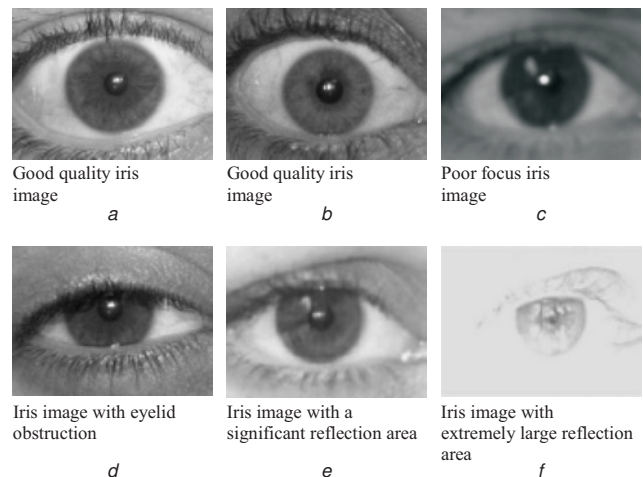 Good quality iris
image
a
Good quality iris
image
b
Poor focus iris
image
c
Iris image with eyelid
obstruction
d
Iris image with a
significant reflection area
e
Iris image with
extremely large reflection
area
f